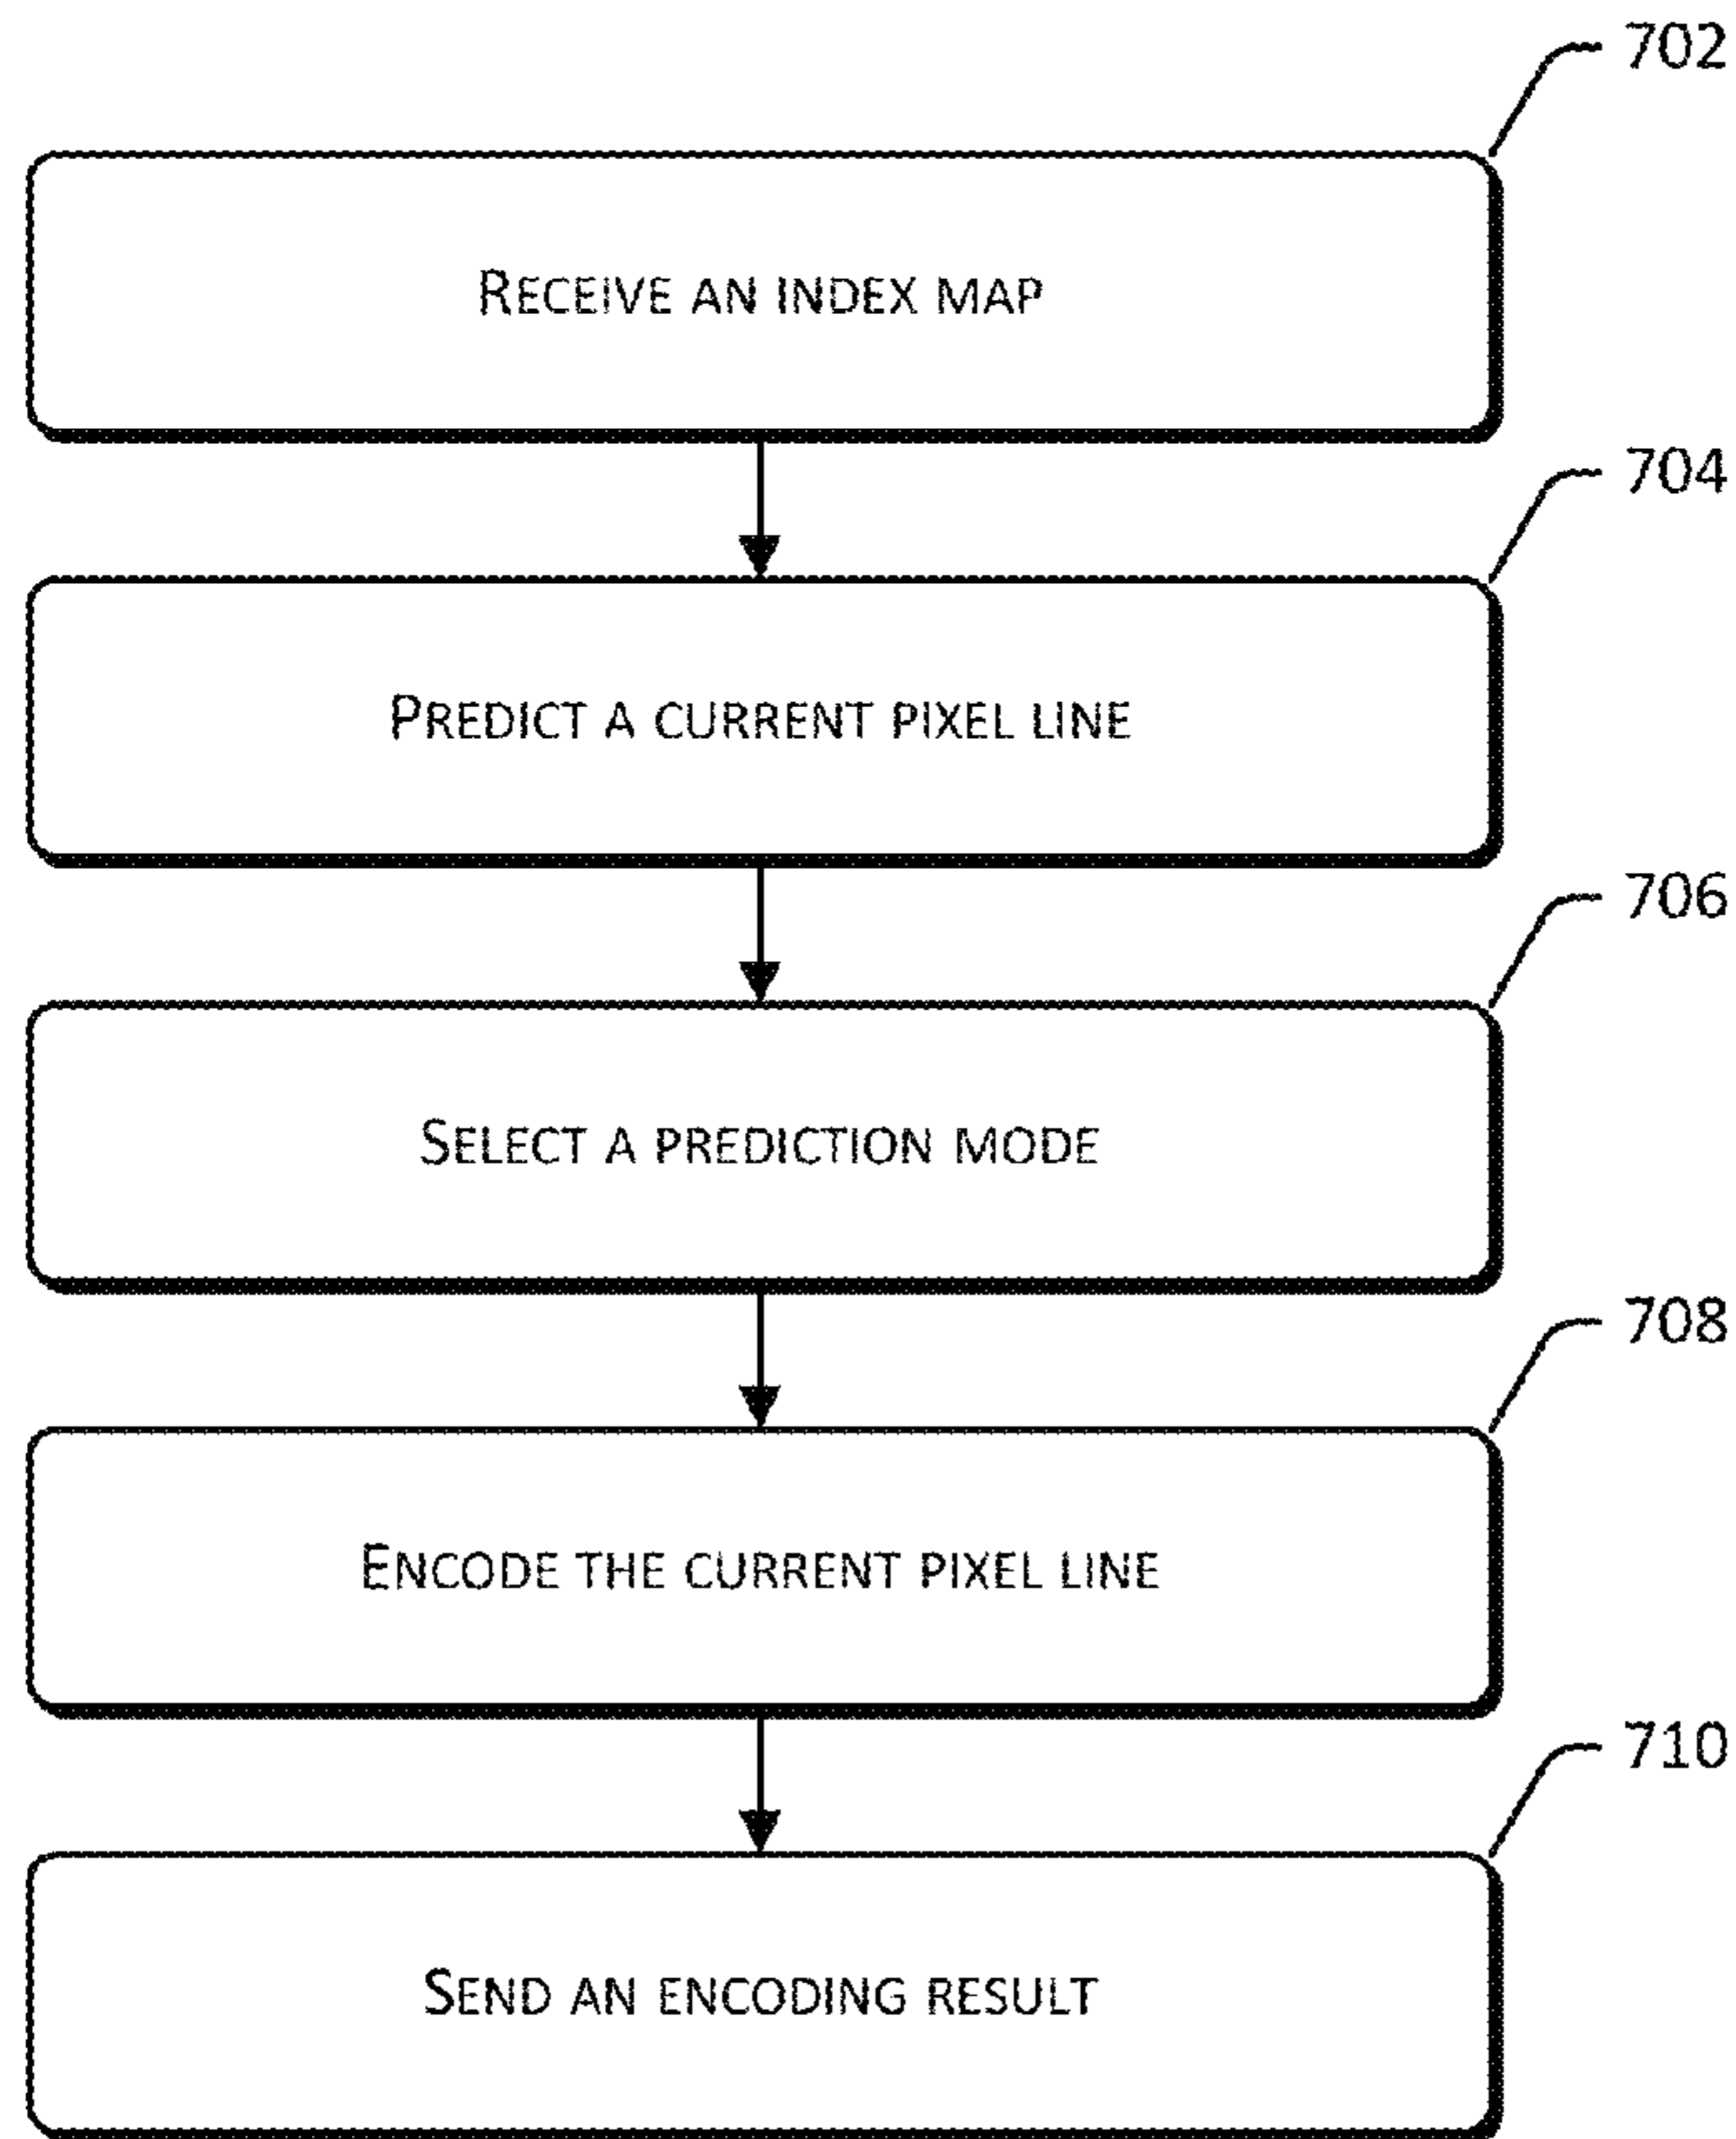 702
RECEIVE AN INDEX MAP
704
PREDICT A CURRENT PIXEL LINE
706
SELECT A PREDICTION MODE
708
ENCODE THE CURRENT PIXEL LINE
710
SEND AN ENCODING RESULT